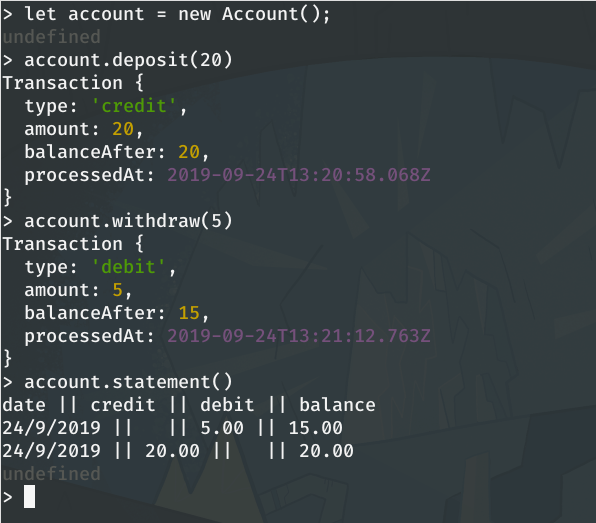 > let account = new Account();
undefined
> account.deposit(20)
Transaction {
  type: 'credit',
  amount: 20,
  balanceAfter: 20,
  processedAt: 2019-09-24T13:20:58.068Z
}
> account.withdraw(5)
Transaction {
  type: 'debit',
  amount: 5,
  balanceAfter: 15,
  processedAt: 2019-09-24T13:21:12.763Z
}
> account.statement()
date || credit || debit || balance
24/9/2019 ||   || 5.00 || 15.00
24/9/2019 || 20.00 ||   || 20.00
undefined
>